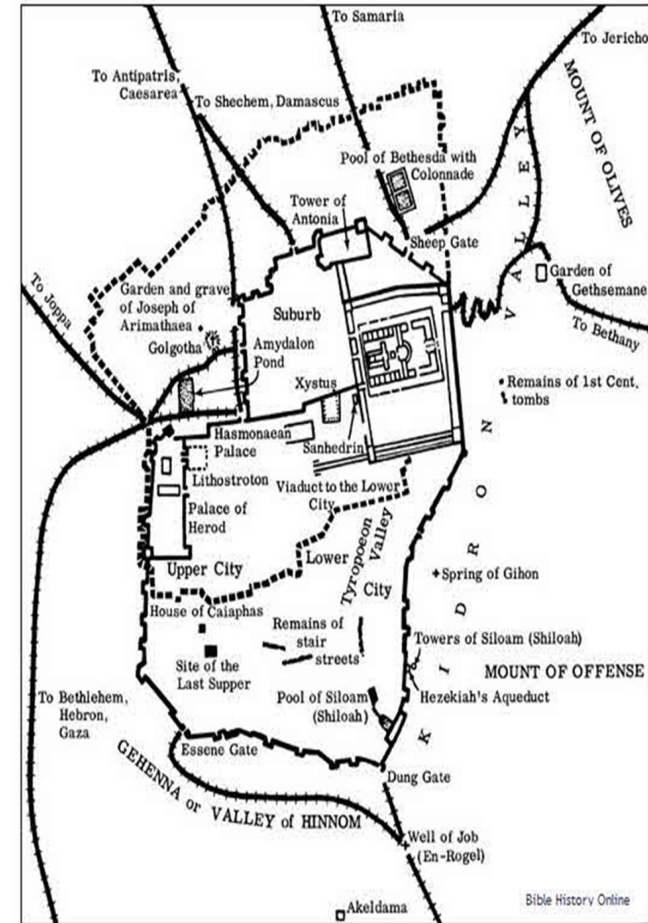 To Samaria
To Jericho
To Antipatris,
Caesarea
To Shechem, Damascus
MOUNT OF OLIVES
Pool of Bethesda with
Colonnade
Tower of
Antonia
Sheep Gate
Garden of
Gethsemane
To Joppa
Garden and grave
of Joseph of
Arimathaea
Golgotha
Suburb
Amydalon
Pond
To Bethany
Xystus
Remains of 1st Cent.
tombs
Hasmonaean
Palace
Sanhedrin
Lithostroton
Viaduct to the Lower
City
Palace of
Herod
Upper City
Lower
City
Tyropoeon
Valley
KIDRON VALLEY
Spring of Gihon
House of Caiaphas
Remains of
stair
streets
Site of the
Last Supper
Towers of Siloam (Shiloah)
MOUNT OF OFFENSE
Hezekiah's Aqueduct
Pool of Siloam
(Shiloah)
To Bethlehem,
Hebron,
Gaza
Essene Gate
Dung Gate
GEHENNA or VALLEY of HINNOM
Well of Job
(En-Rogel)
Akeldama
Bible History Online